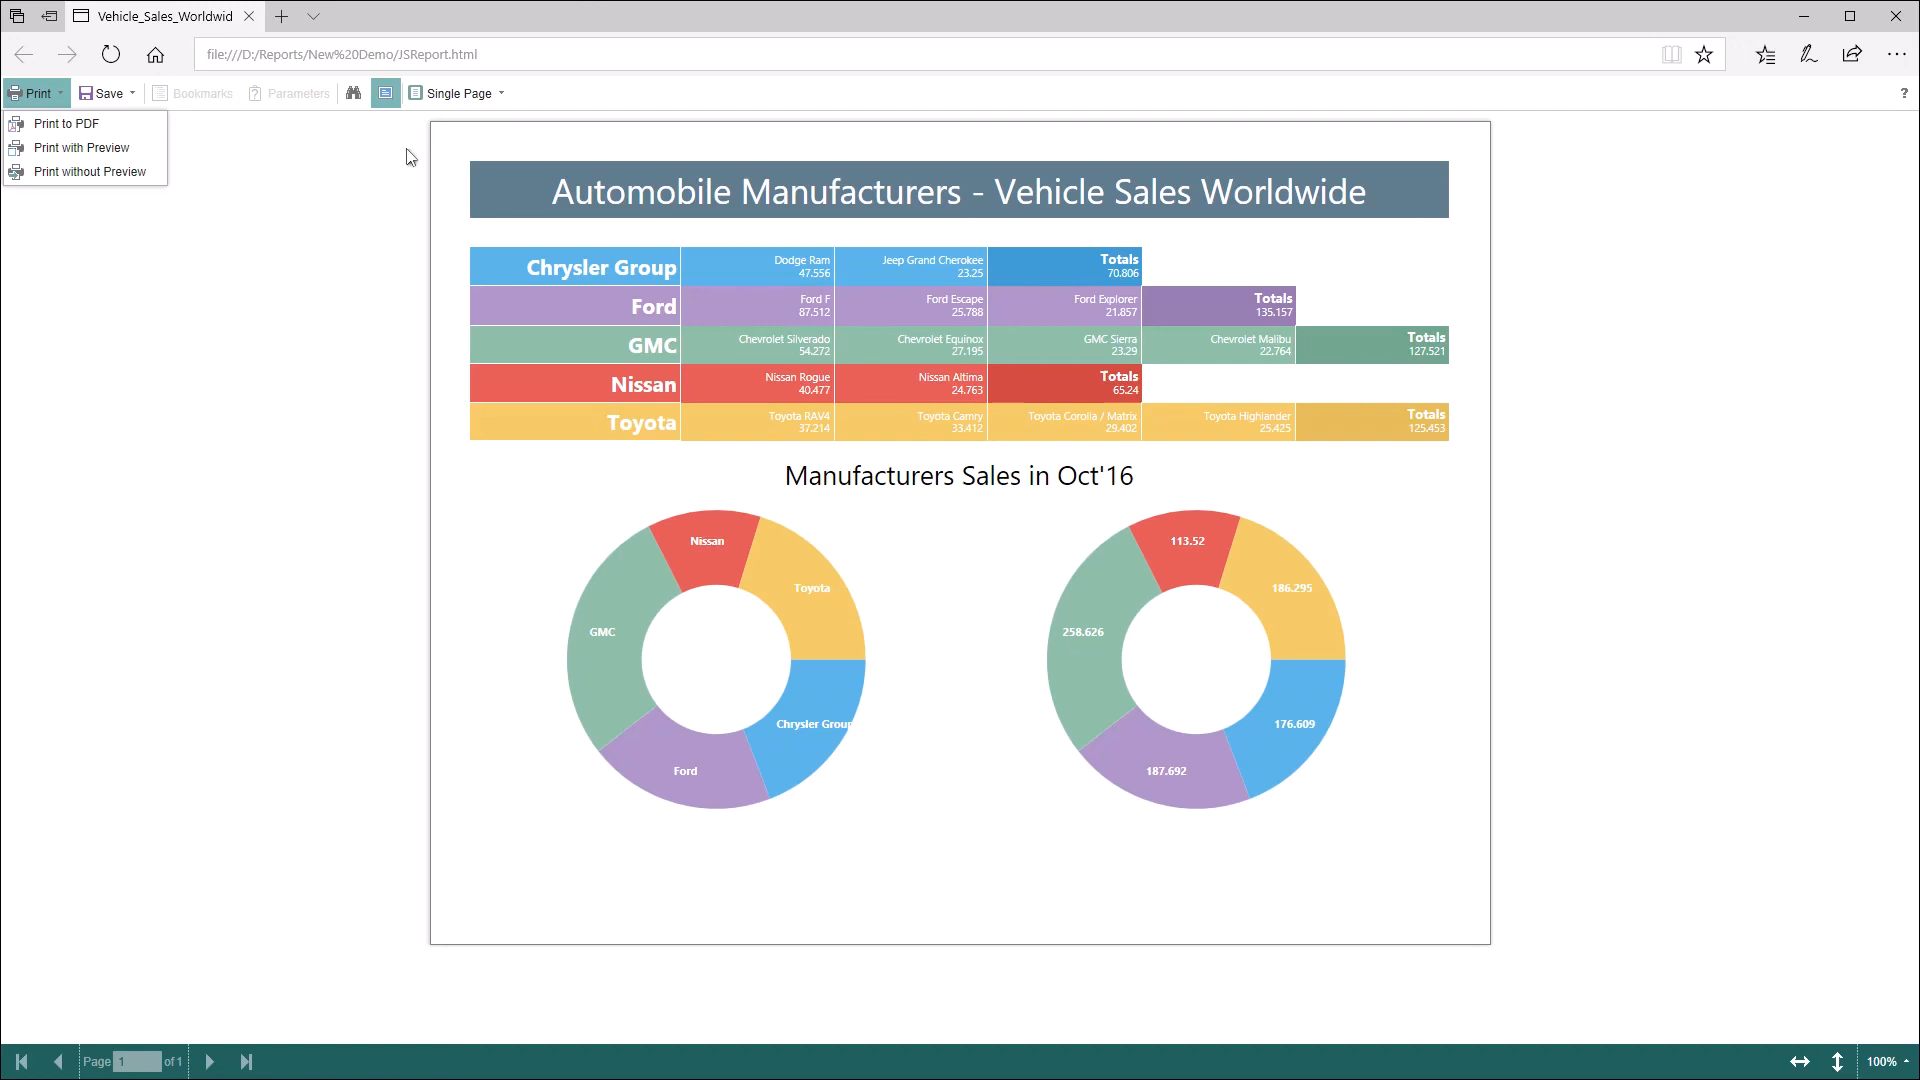 Vehicle_Sales_Worldwid
file:///D:/Reports/New%20Demo/JSReport.html
Print Save Bookmarks Parameters Single Page ?
Print to PDF
Print with Preview
Print without Preview
Automobile Manufacturers - Vehicle Sales Worldwide
Chrysler Group
Dodge Ram
47.556
Jeep Grand Cherokee
23.25
Totals
70.806
Ford
Ford F
87.512
Ford Escape
25.788
Ford Explorer
21.857
Totals
135.157
GMC
Chevrolet Silverado
54.272
Chevrolet Equinox
27.195
GMC Sierra
23.29
Chevrolet Malibu
22.764
Totals
127.521
Nissan
Nissan Rogue
40.477
Nissan Altima
24.763
Totals
65.24
Toyota
Toyota RAV4
37.214
Toyota Camry
33.412
Toyota Corolla / Matrix
29.402
Toyota Highlander
25.425
Totals
125.453
Manufacturers Sales in Oct'16
Nissan
Toyota
GMC
Chrysler Group
Ford
113.52
186.295
258.626
176.609
187.692
Page 1 of 1
100%